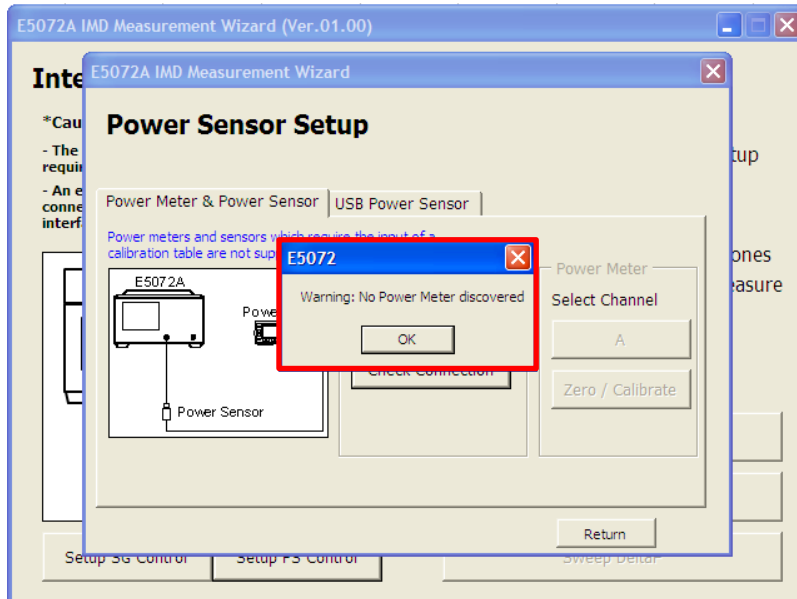 E5072A IMD Measurement Wizard (Ver.01.00)
E5072A IMD Measurement Wizard
Inte
*Cau
- The
requir
- An e
conne
interf
Power Sensor Setup
tup
ones
easure
Power Meter & Power Sensor
USB Power Sensor
Power meters and sensors which require the input of a
calibration table are not sup
E5072A
Powe
Power Sensor
E5072
Warning: No Power Meter discovered
OK
Check Connection
Power Meter
Select Channel
A
Zero / Calibrate
Return
Setup SG Control
Setup PS Control
Sweep DeltaF